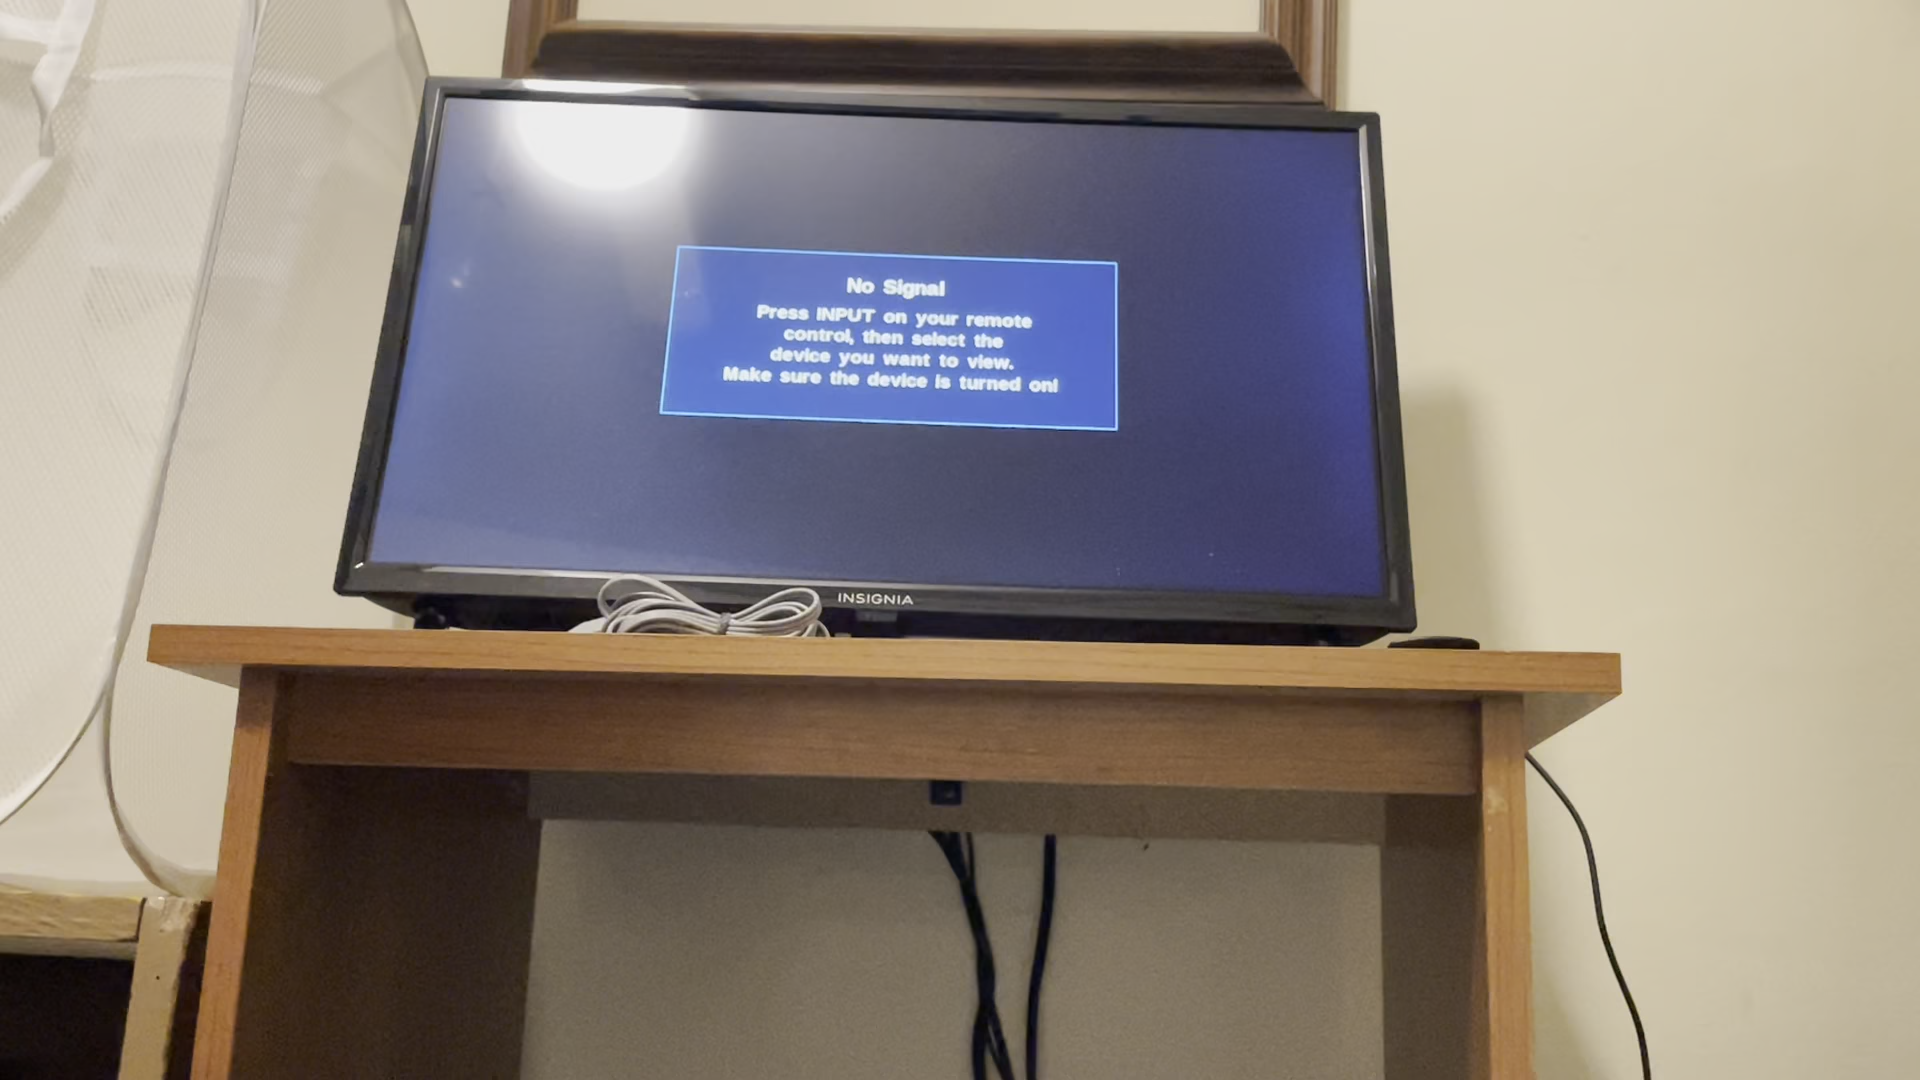 No Signal
Press INPUT on your remote
control, then select the
device you want to view.
Make sure the device is turned on!
INSIGNIA